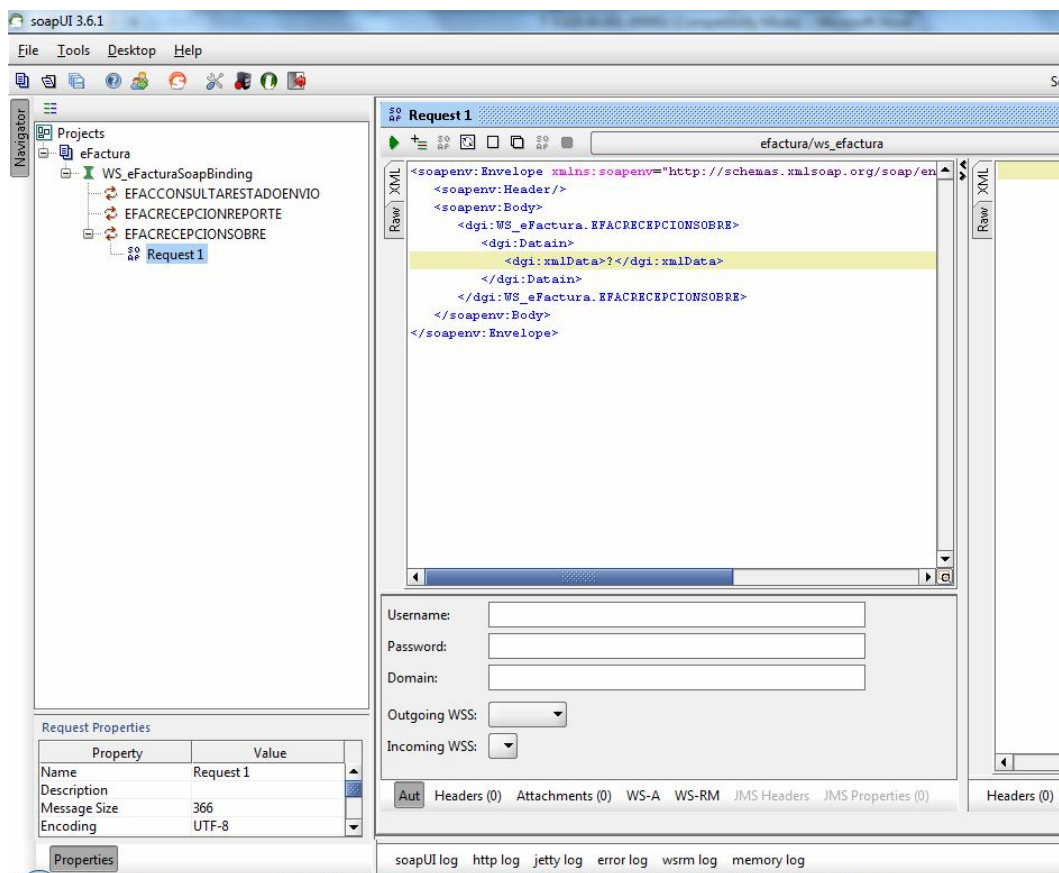 soapUI 3.6.1
File Tools Desktop Help
Navigator
Projects
eFactura
WS_eFacturaSoapBinding
EFACCONSULTARESTADOENVIO
EFACRECEPCIONREPORTE
EFACRECEPCIONSOBRE
SOAP Request 1
SOAP Request 1
efactura/ws_efactura
XML
Raw
<soapenv:Envelope xmlns:soapenv="http://schemas.xmlsoap.org/soap/en
<soapenv:Header/>
<soapenv:Body>
<dgi:WS_eFactura.EFACRECEPCIONSOBRE>
<dgi:Datain>
<dgi:xmlData>?</dgi:xmlData>
</dgi:Datain>
</dgi:WS_eFactura.EFACRECEPCIONSOBRE>
</soapenv:Body>
</soapenv:Envelope>
XML
Raw
Username:
Password:
Domain:
Outgoing WSS:
Incoming WSS:
Aut Headers (0) Attachments (0) WS-A WS-RM JMS Headers JMS Properties (0)
Headers (0)
Request Properties
Property Value
Name Request 1
Description
Message Size 366
Encoding UTF-8
Properties
soapUI log http log jetty log error log wsrm log memory log